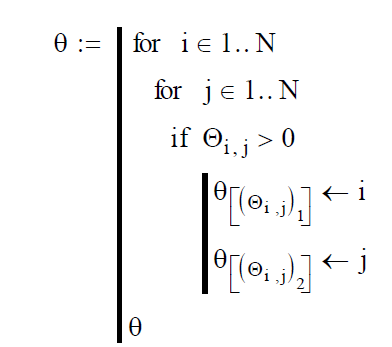 θ := for i ∈ 1.. N
for j ∈ 1.. N
if Θi,j > 0
θ[(Θi,j)1] ← i
θ[(Θi,j)2] ← j
θ